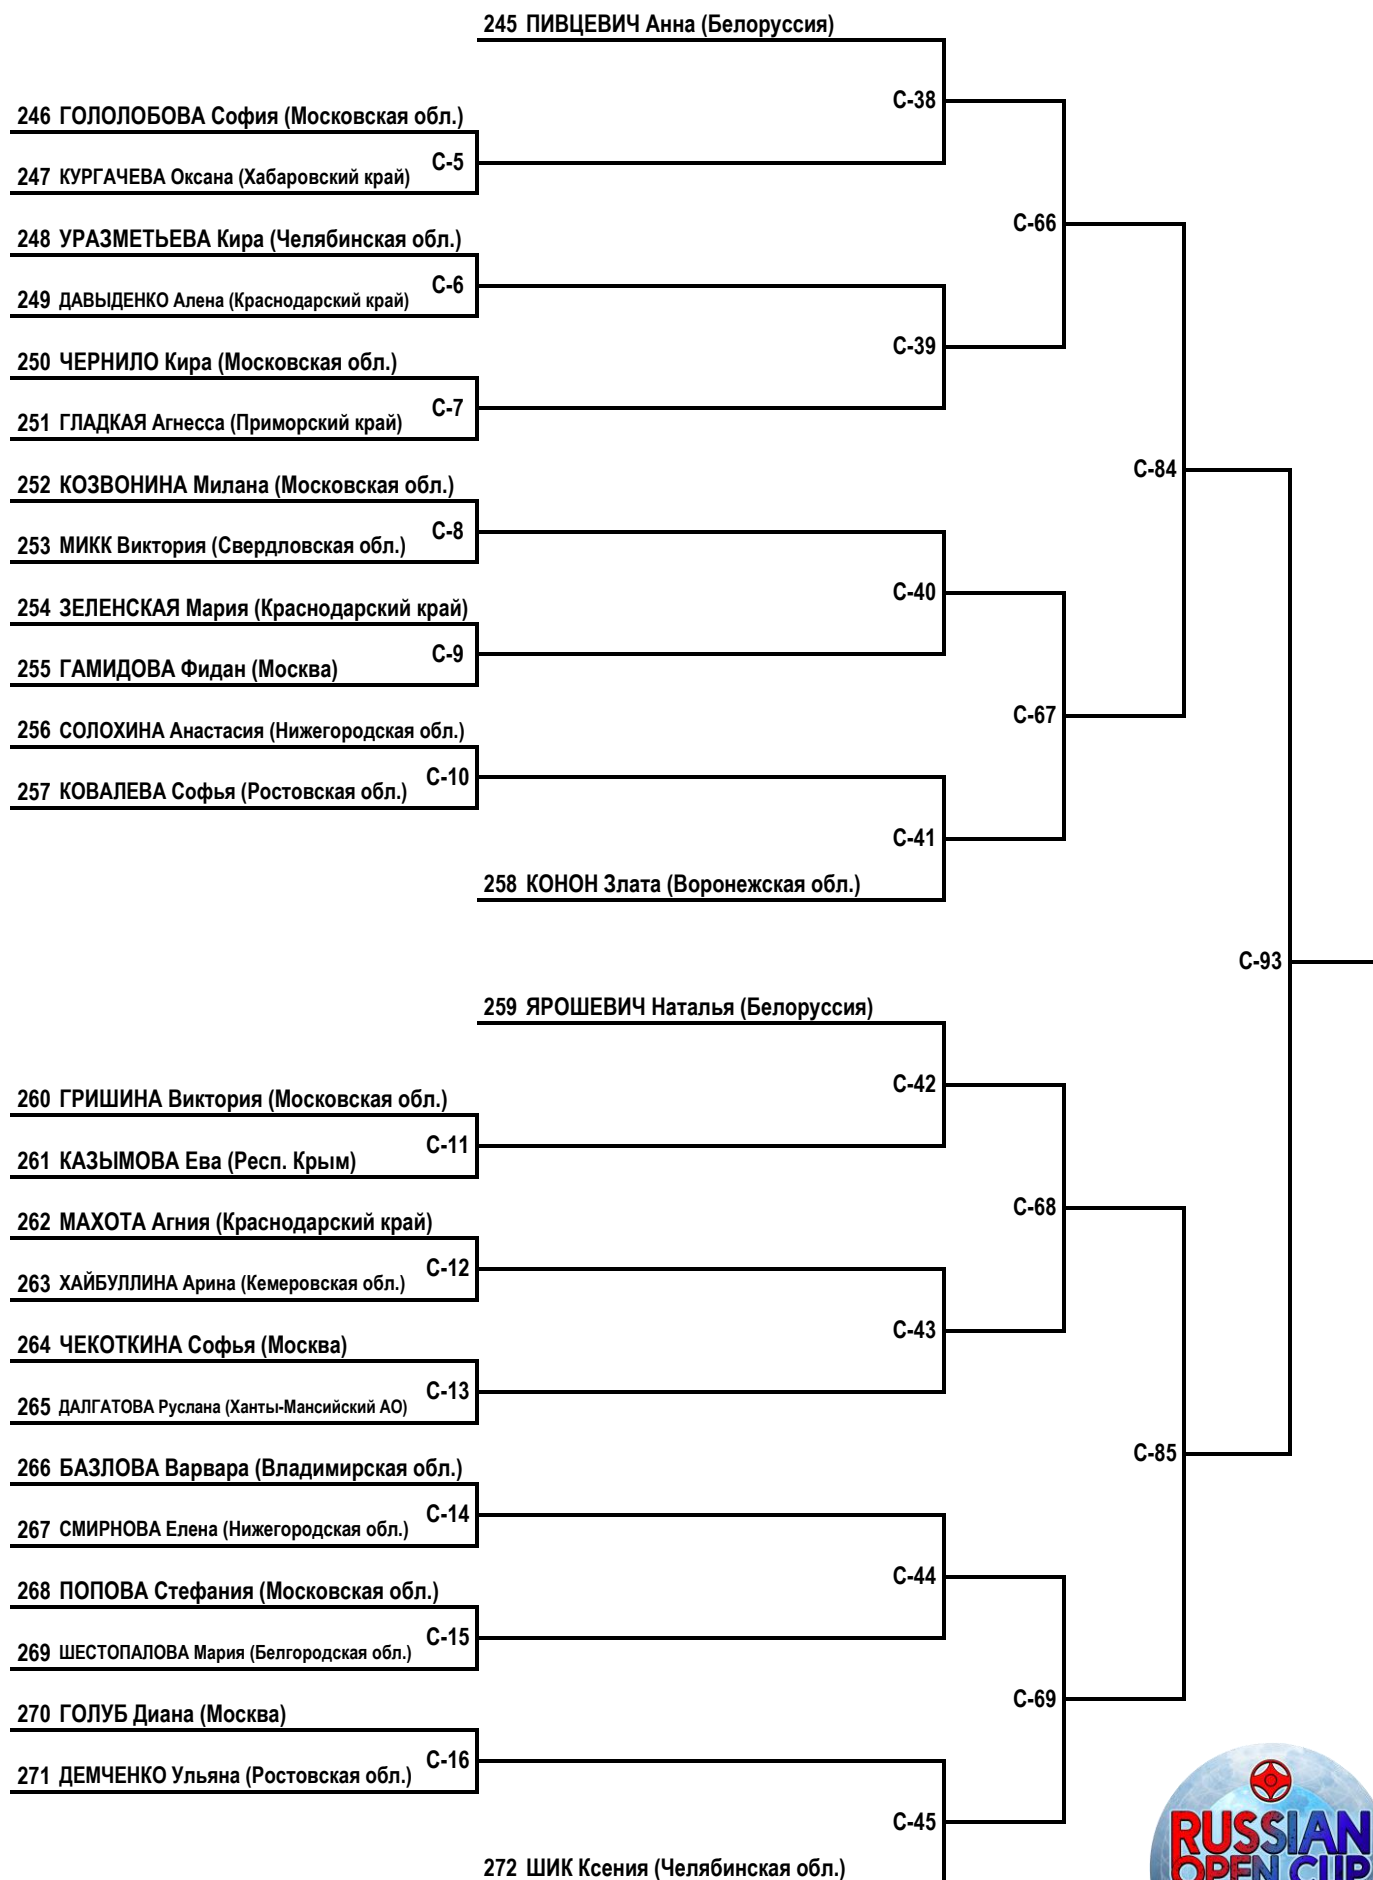 245 ПИВЦЕВИЧ Анна (Белоруссия)
С-38
246 ГОЛОЛОБОВА София (Московская обл.)
С-5
247 КУРГАЧЕВА Оксана (Хабаровский край)
С-66
248 УРАЗМЕТЬЕВА Кира (Челябинская обл.)
С-6
249 ДАВЫДЕНКО Алена (Краснодарский край)
С-39
250 ЧЕРНИЛО Кира (Московская обл.)
С-7
251 ГЛАДКАЯ Агнесса (Приморский край)
С-84
252 КОЗВОНИНА Милана (Московская обл.)
С-8
253 МИКК Виктория (Свердловская обл.)
С-40
254 ЗЕЛЕНСКАЯ Мария (Краснодарский край)
С-9
255 ГАМИДОВА Фидан (Москва)
С-67
256 СОЛОХИНА Анастасия (Нижегородская обл.)
С-10
257 КОВАЛЕВА Софья (Ростовская обл.)
С-41
258 КОНОН Злата (Воронежская обл.)
С-93
259 ЯРОШЕВИЧ Наталья (Белоруссия)
С-42
260 ГРИШИНА Виктория (Московская обл.)
С-11
261 КАЗЫМОВА Ева (Респ. Крым)
С-68
262 МАХОТА Агния (Краснодарский край)
С-12
263 ХАЙБУЛЛИНА Арина (Кемеровская обл.)
С-43
264 ЧЕКОТКИНА Софья (Москва)
С-13
265 ДАЛГАТОВА Руслана (Ханты-Мансийский АО)
С-85
266 БАЗЛОВА Варвара (Владимирская обл.)
С-14
267 СМИРНОВА Елена (Нижегородская обл.)
С-44
268 ПОПОВА Стефания (Московская обл.)
С-15
269 ШЕСТОПАЛОВА Мария (Белгородская обл.)
С-69
270 ГОЛУБ Диана (Москва)
С-16
271 ДЕМЧЕНКО Ульяна (Ростовская обл.)
С-45
272 ШИК Ксения (Челябинская обл.)
RUSSIAN
OPEN CUP